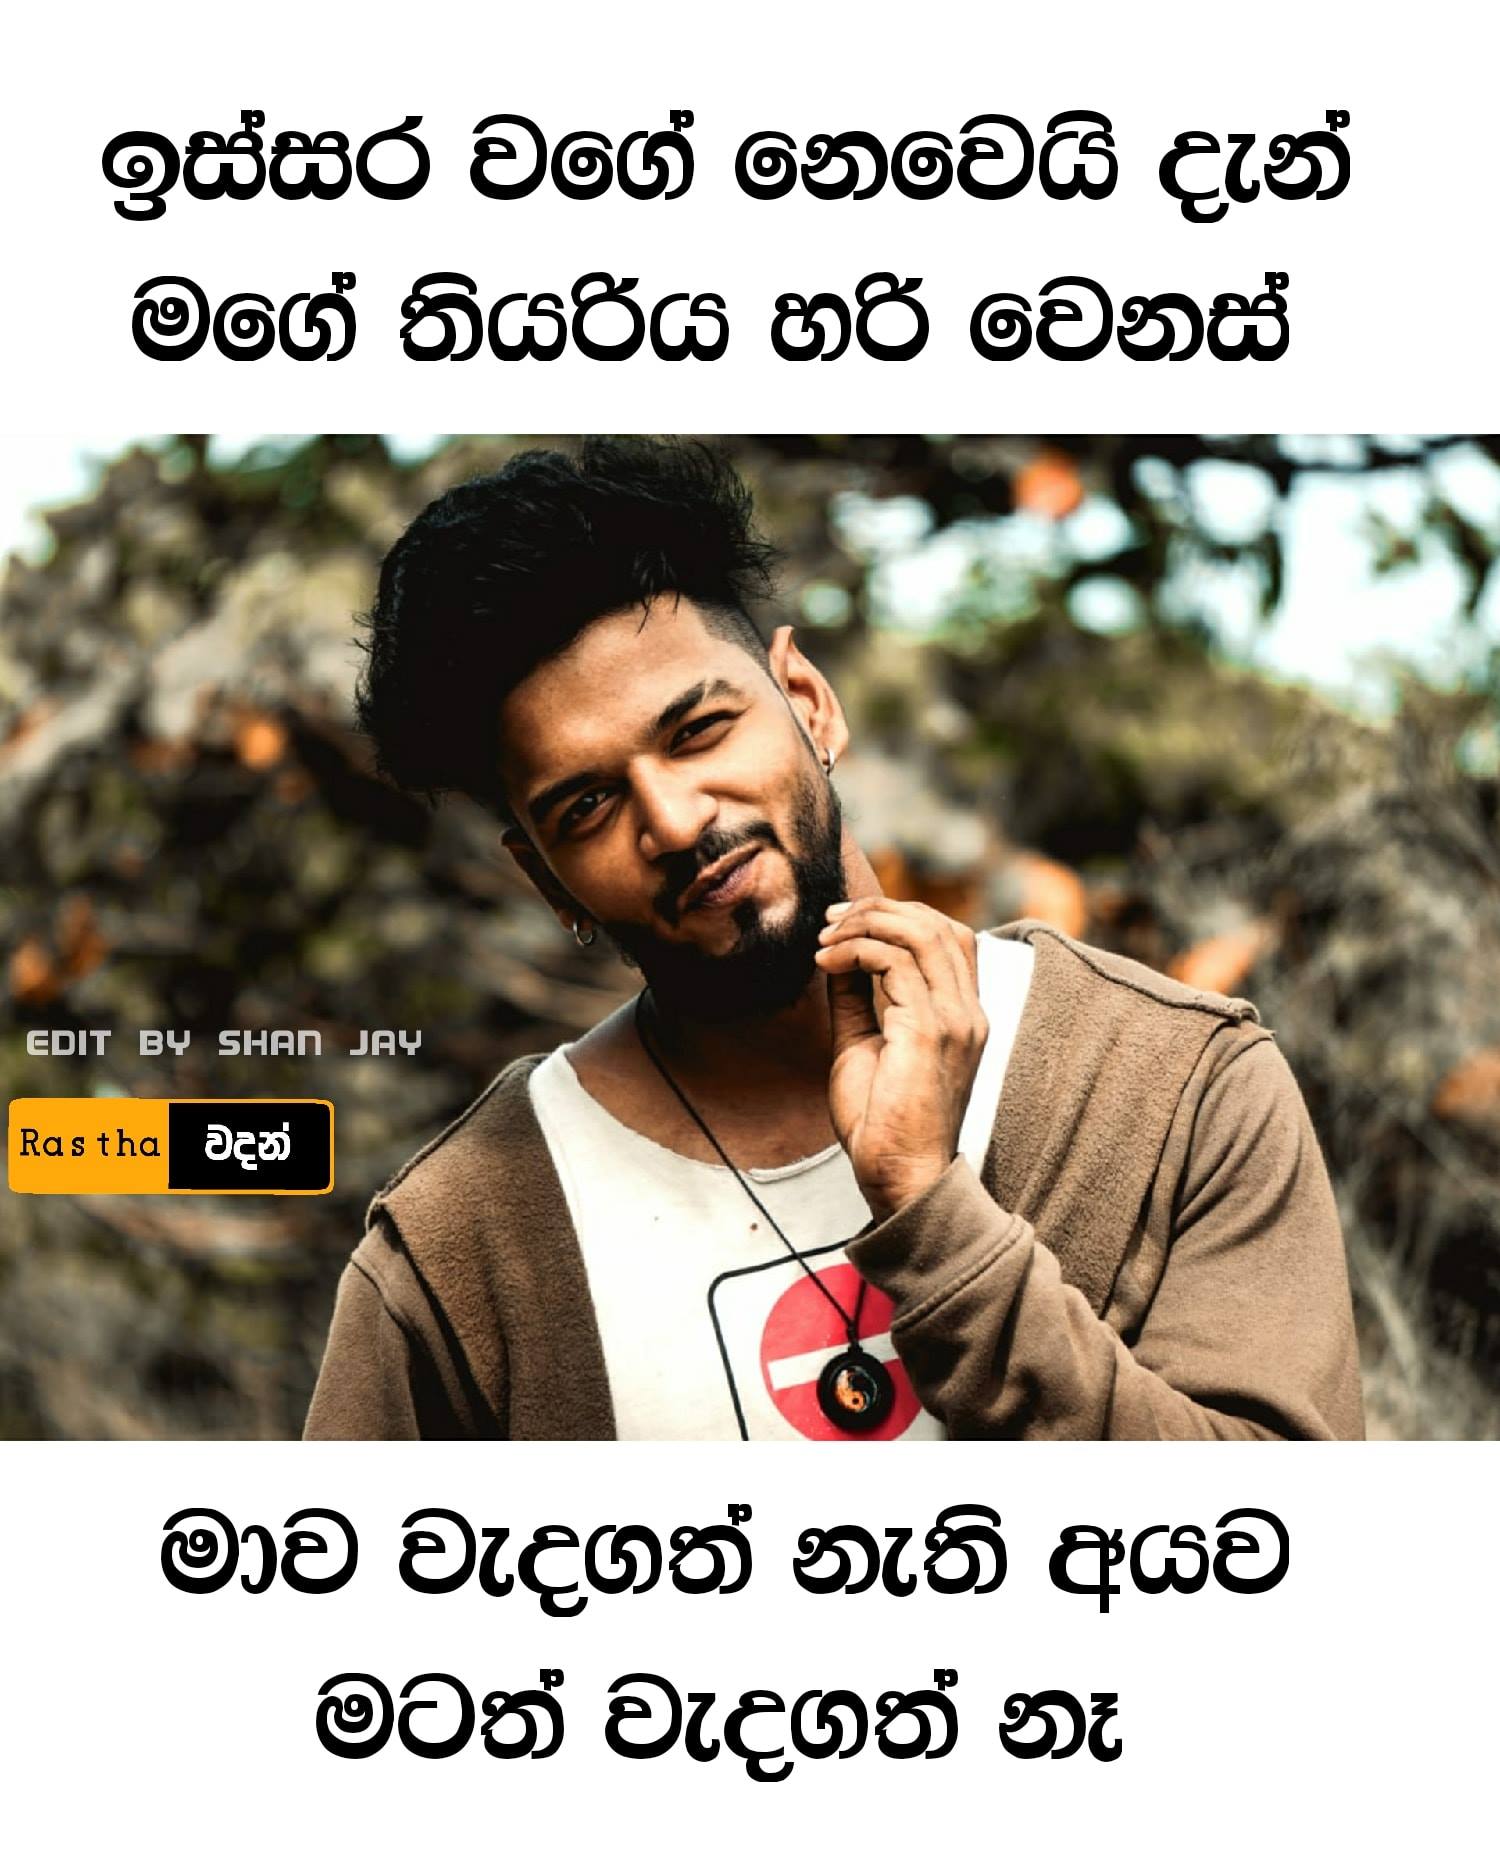 ඉස්සර වගේ නෙවෙයි දැන්
මගේ තියරිය හරි වෙනස්
EDIT BY SHAN JAY
Rastha වදන්
මාව වැදගත් නැති අයව
මටත් වැදගත් නෑ